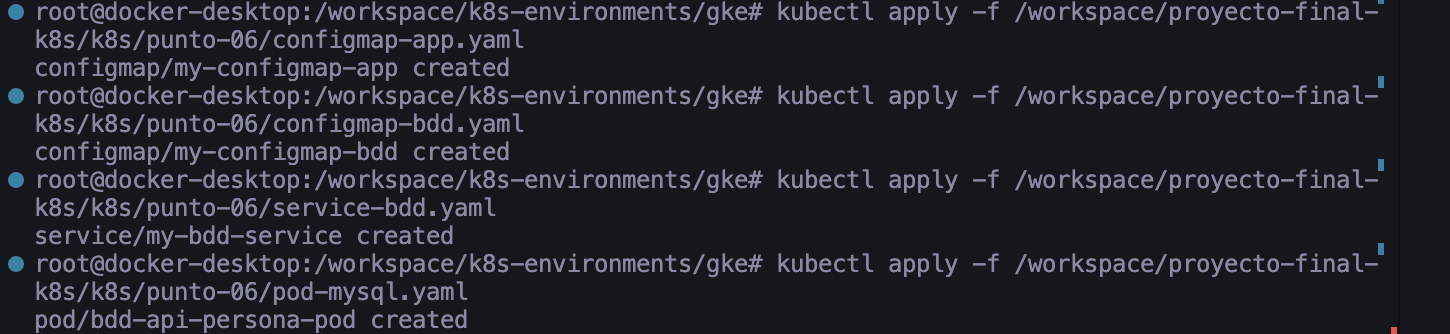 root@docker-desktop:/workspace/k8s-environments/gke# kubectl apply -f /workspace/proyecto-final-
k8s/k8s/punto-06/configmap-app.yaml
configmap/my-configmap-app created
root@docker-desktop:/workspace/k8s-environments/gke# kubectl apply -f /workspace/proyecto-final-
k8s/k8s/punto-06/configmap-bdd.yaml
configmap/my-configmap-bdd created
root@docker-desktop:/workspace/k8s-environments/gke# kubectl apply -f /workspace/proyecto-final-
k8s/k8s/punto-06/service-bdd.yaml
service/my-bdd-service created
root@docker-desktop:/workspace/k8s-environments/gke# kubectl apply -f /workspace/proyecto-final-
k8s/k8s/punto-06/pod-mysql.yaml
pod/bdd-api-persona-pod created